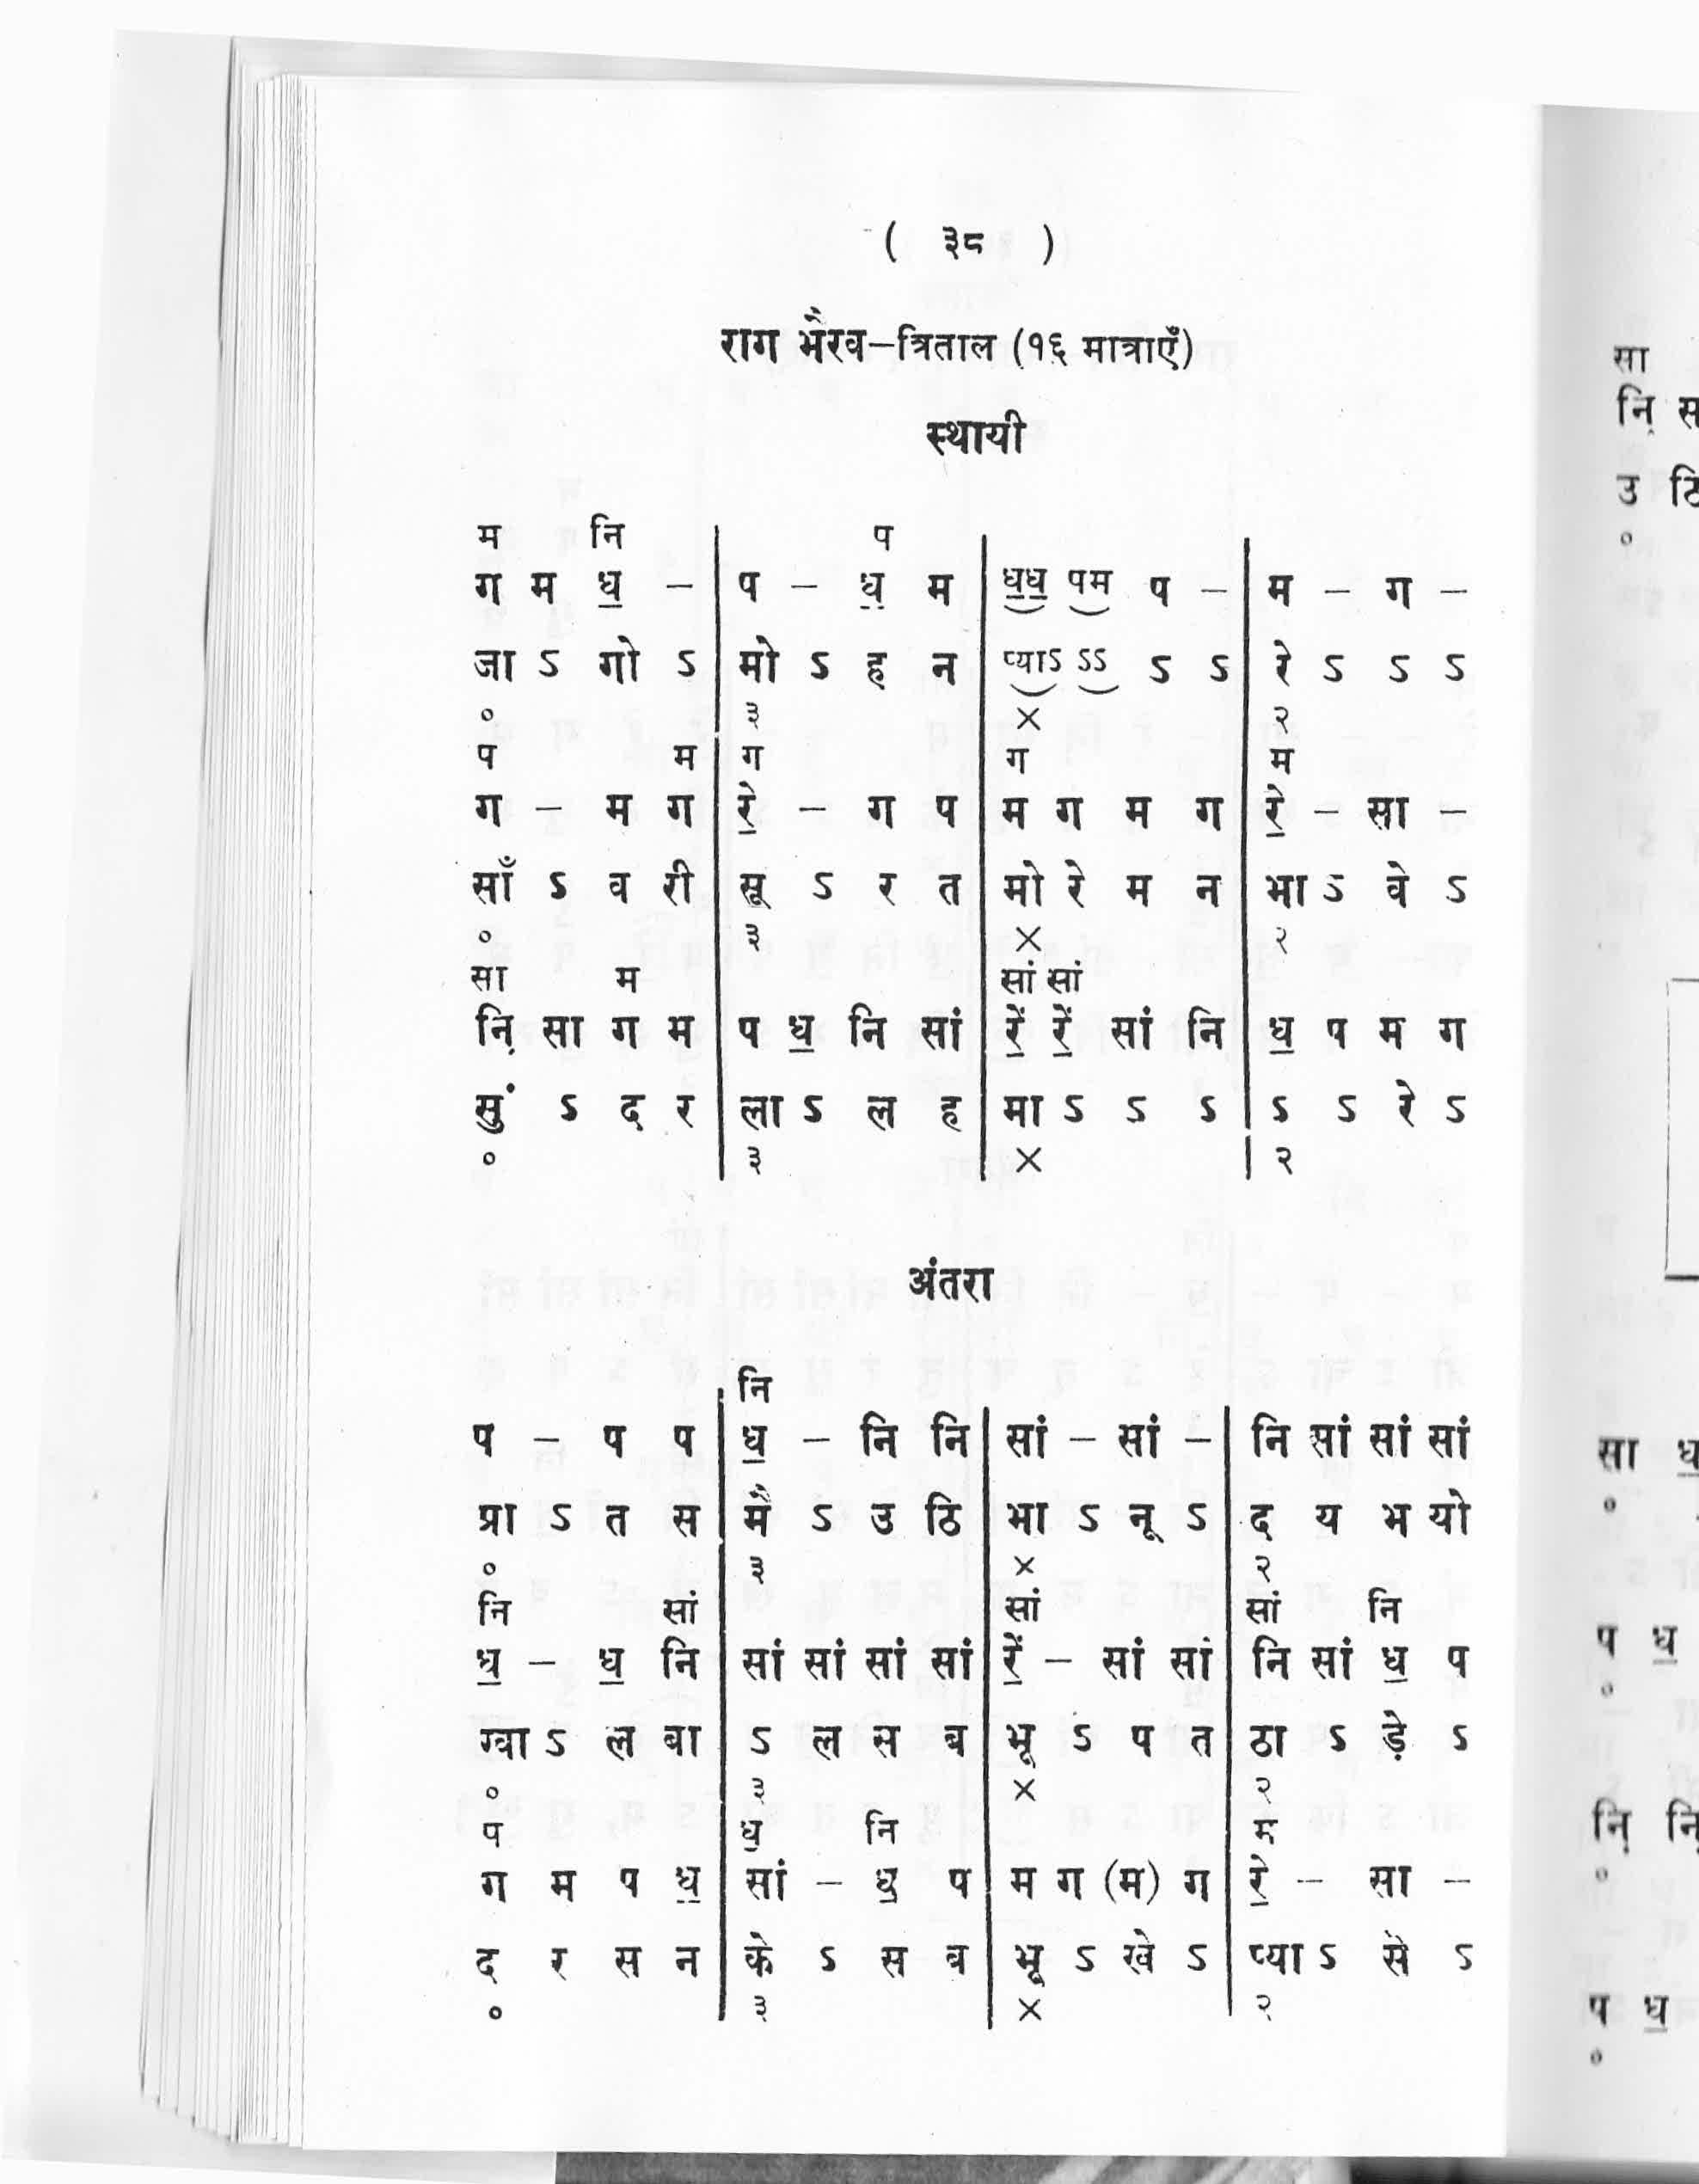 ( ३८ )
राग भैरव–त्रिताल (१६ मात्राएँ)
स्थायी
म नि प
ग म ध॒ – | प – ध॒ म | ध॒ध॒ पम प – | म – ग –
जा ऽ गो ऽ | मो ऽ ह न | प्याऽ ऽऽ ऽ ऽ | रे ऽ ऽ ऽ
० ३ × २
प म ग ग म
ग – म ग | रे॒ – ग प | म ग म ग | रे॒ – सा –
साँ ऽ व री | सू ऽ र त | मो रे म न | भा ऽ वे ऽ
० ३ × २
सा म सां सां
नि़ सा ग म | प ध॒ नि सां | रें॒ रें॒ सां नि | ध॒ प म ग
सुं ऽ द र | ला ऽ ल ह | मा ऽ ऽ ऽ | ऽ ऽ रे ऽ
० ३ × २
अंतरा
नि
प – प प | ध॒ – नि नि | सां – सां – | नि सां सां सां
प्रा ऽ त स | मै ऽ उ ठि | भा ऽ नू ऽ | द य भ यो
० ३ × २
नि सां सां सां नि
ध॒ – ध॒ नि | सां सां सां सां | रें॒ – सां सां | नि सां ध॒ प
ग्वा ऽ ल बा | ऽ ल स ब | भू ऽ प त | ठा ऽ ड़े ऽ
० ३ × २
प ध॒ नि म
ग म प ध॒ | सां – ध॒ प | म ग (म) ग | रे॒ – सा –
द र स न | के ऽ स ब | भू ऽ खे ऽ | प्या ऽ से ऽ
० ३ × २
सा
नि़ स
उ ठि
०
सा ध॒
०
प ध॒
०
नि़ नि़
०
प ध॒
०